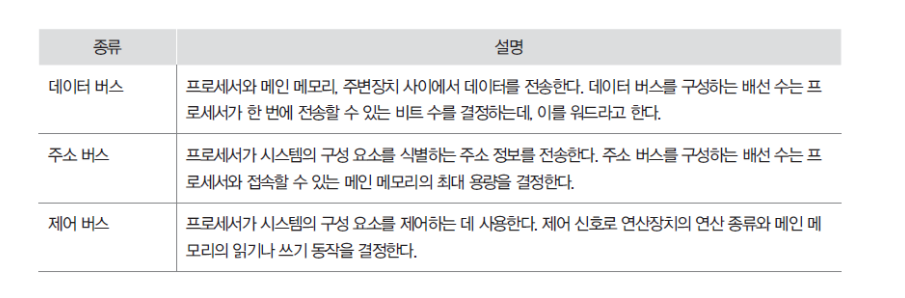 종류 설명
데이터 버스 프로세서와 메인 메모리, 주변장치 사이에서 데이터를 전송한다. 데이터 버스를 구성하는 배선 수는 프
로세서가 한 번에 전송할 수 있는 비트 수를 결정하는데, 이를 워드라고 한다.
주소 버스 프로세서가 시스템의 구성 요소를 식별하는 주소 정보를 전송한다. 주소 버스를 구성하는 배선 수는 프
로세서와 접속할 수 있는 메인 메모리의 최대 용량을 결정한다.
제어 버스 프로세서가 시스템의 구성 요소를 제어하는 데 사용한다. 제어 신호로 연산장치의 연산 종류와 메인 메
모리의 읽기나 쓰기 동작을 결정한다.